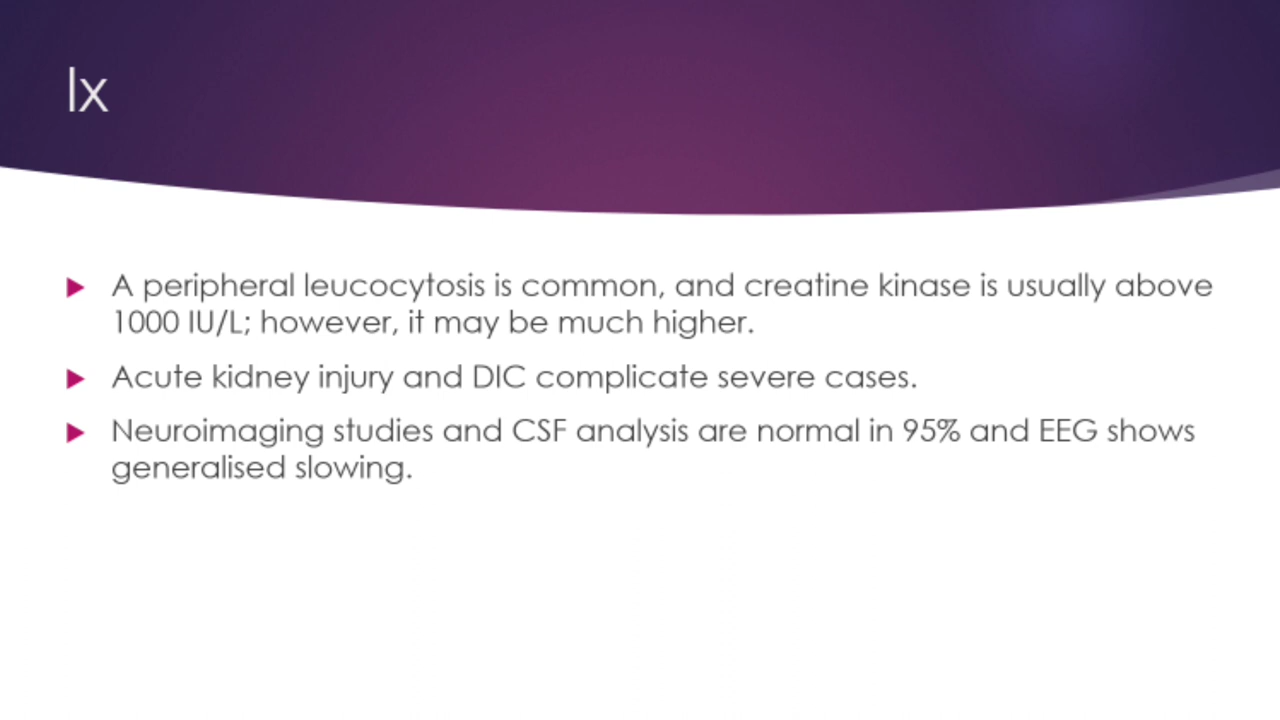 Ix
A peripheral leucocytosis is common, and creatine kinase is usually above
1000 IU/L; however, it may be much higher.
Acute kidney injury and DIC complicate severe cases.
Neuroimaging studies and CSF analysis are normal in 95% and EEG shows
generalised slowing.